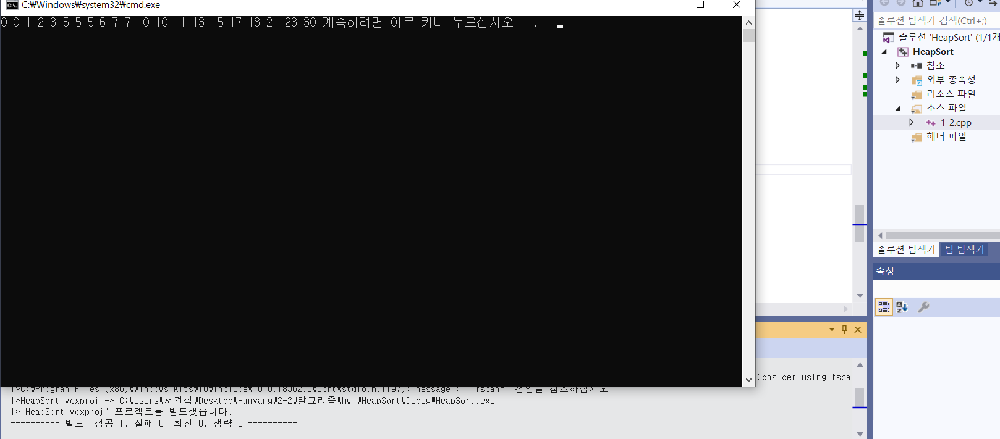 C:₩Windows₩system32₩cmd.exe
0 0 1 2 3 5 5 5 6 7 7 10 10 11 13 15 17 18 21 23 30 계속하려면 아무 키나 누르십시오 . . .
솔루션 탐색기 검색(Ctrl+;)
솔루션 'HeapSort' (1/1개
HeapSort
참조
외부 종속성
리소스 파일
소스 파일
1-2.cpp
헤더 파일
솔루션 탐색기 팀 탐색기
속성
Consider using fscan
1>C:₩Program Files (x86)₩Windows Kits₩10₩include₩10.0.18362.0₩ucrt₩stdio.h(1197): message : 'fscanf' 선언을 참조하십시오.
1>HeapSort.vcxproj -> C:₩Users₩서건식₩Desktop₩Hanyang₩2-2₩알고리즘₩hw1₩HeapSort₩Debug₩HeapSort.exe
1>"HeapSort.vcxproj" 프로젝트를 빌드했습니다.
========== 빌드: 성공 1, 실패 0, 최신 0, 생략 0 ==========